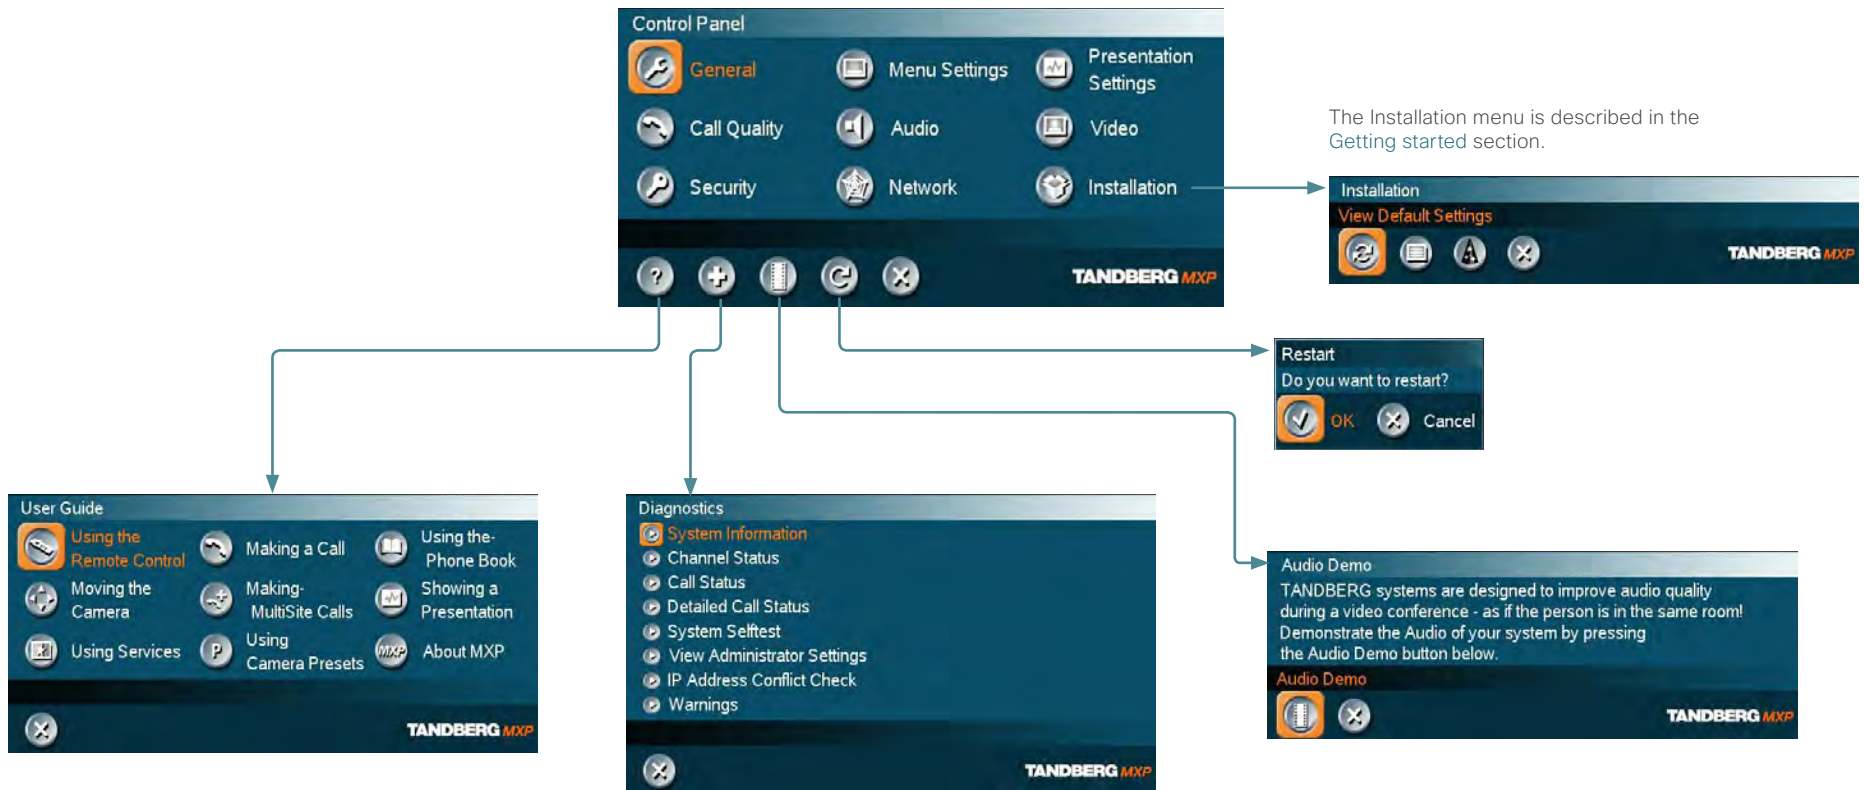 Control Panel
General
Menu Settings
Presentation
Settings
Call Quality
Audio
Video
Security
Network
Installation
?
TANDBERG MXP
The Installation menu is described in the
Getting started section.
Installation
View Default Settings
A
TANDBERG MXP
Restart
Do you want to restart?
OK
Cancel
User Guide
Using the
Remote Control
Making a Call
Using the-
Phone Book
Moving the
Camera
Making-
MultiSite Calls
Showing a
Presentation
Using Services
P
Using
Camera Presets
MXP
About MXP
TANDBERG MXP
Diagnostics
System Information
Channel Status
Call Status
Detailed Call Status
System Selftest
View Administrator Settings
IP Address Conflict Check
Warnings
TANDBERG MXP
Audio Demo
TANDBERG systems are designed to improve audio quality
during a video conference - as if the person is in the same room!
Demonstrate the Audio of your system by pressing
the Audio Demo button below.
Audio Demo
TANDBERG MXP